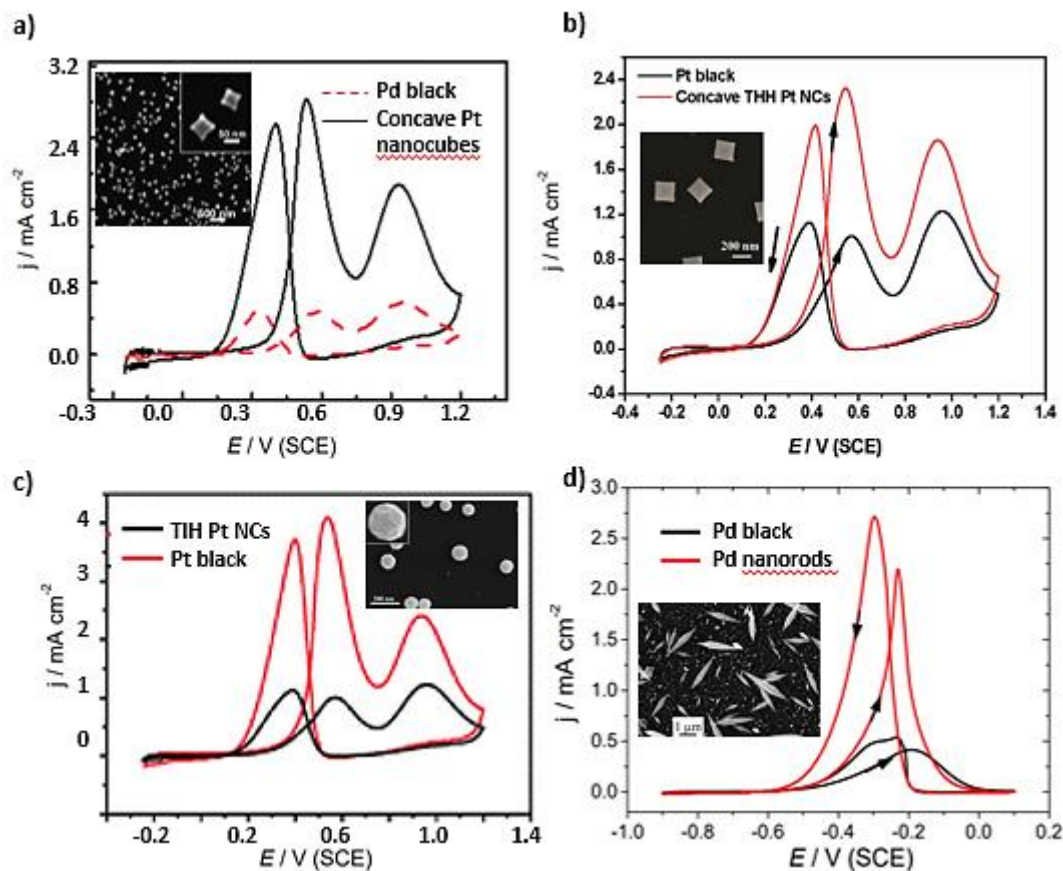 a)
3.2
2.4
1.6
0.8
0.0
j / mA cm-2
50 nm
500 nm
Pd black
Concave Pt
nanocubes
-0.3 0.0 0.3 0.6 0.9 1.2
E / V (SCE)
b)
2.4
2.0
1.6
1.2
0.8
0.4
0.0
-0.4
j / mA cm-2
Pt black
Concave THH Pt NCs
200 nm
-0.4 -0.2 0.0 0.2 0.4 0.6 0.8 1.0 1.2 1.4
E / V (SCE)
c)
4
3
2
1
0
j / mA cm-2
TIH Pt NCs
Pt black
-0.2 0.2 0.6 1.0 1.4
E / V (SCE)
d)
3.0
2.5
2.0
1.5
1.0
0.5
0.0
j / mA cm-2
Pd black
Pd nanorods
1 μm
-1.0 -0.8 -0.6 -0.4 -0.2 0.0 0.2
E / V (SCE)